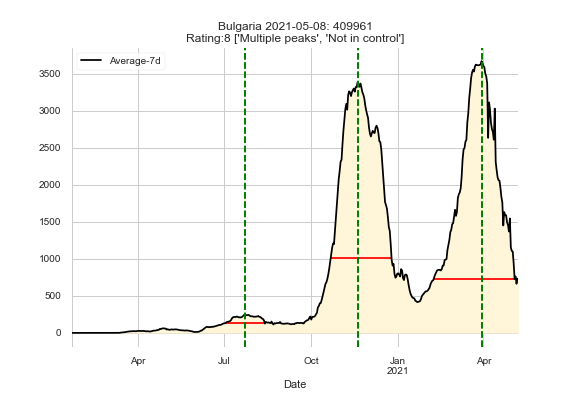 Bulgaria 2021-05-08: 409961
Rating:8 ['Multiple peaks', 'Not in control']
Average-7d
3500
3000
2500
2000
1500
1000
500
0
Apr
Jul
Oct
Jan
2021
Apr
Date